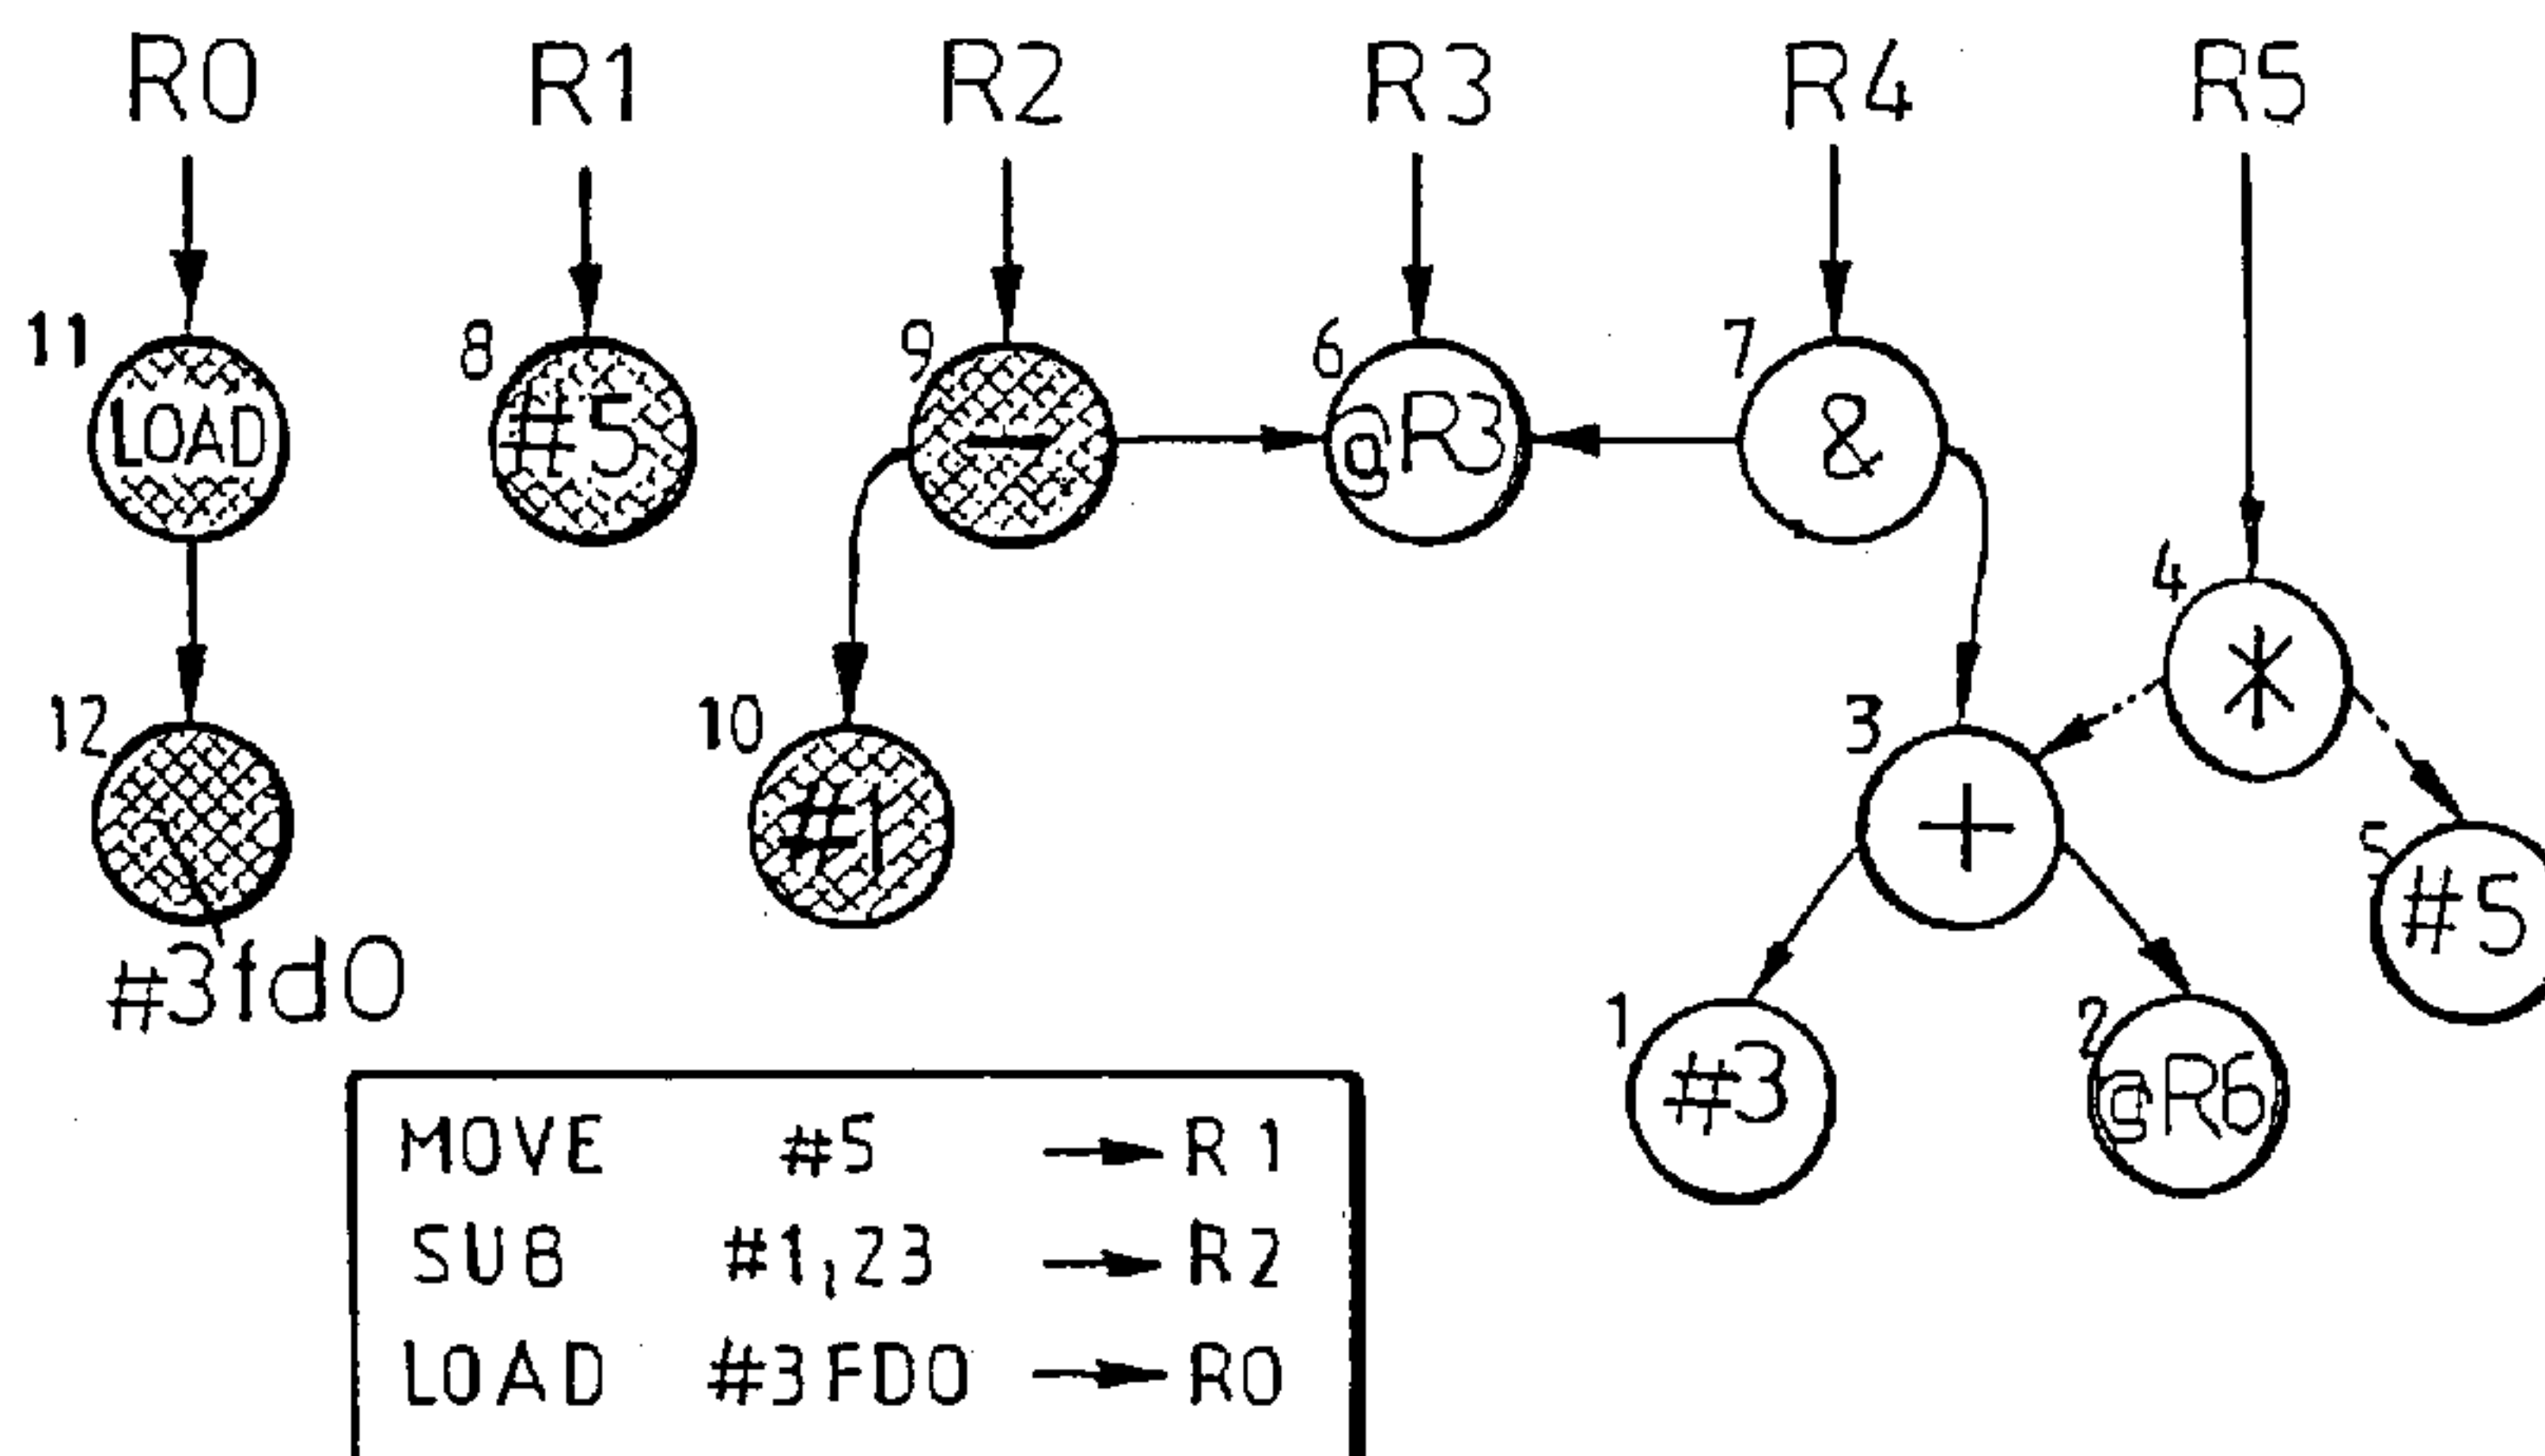 R0 R1 R2 R3 R4 R5
11 LOAD 8 #5 9 - 6 @R3 7 &
4 *
12 10 #1 3 + 5 #5
#3fd0 1 #3 2 @R6
MOVE #5 → R1
SUB #1,23 → R2
LOAD #3FD0 → R0